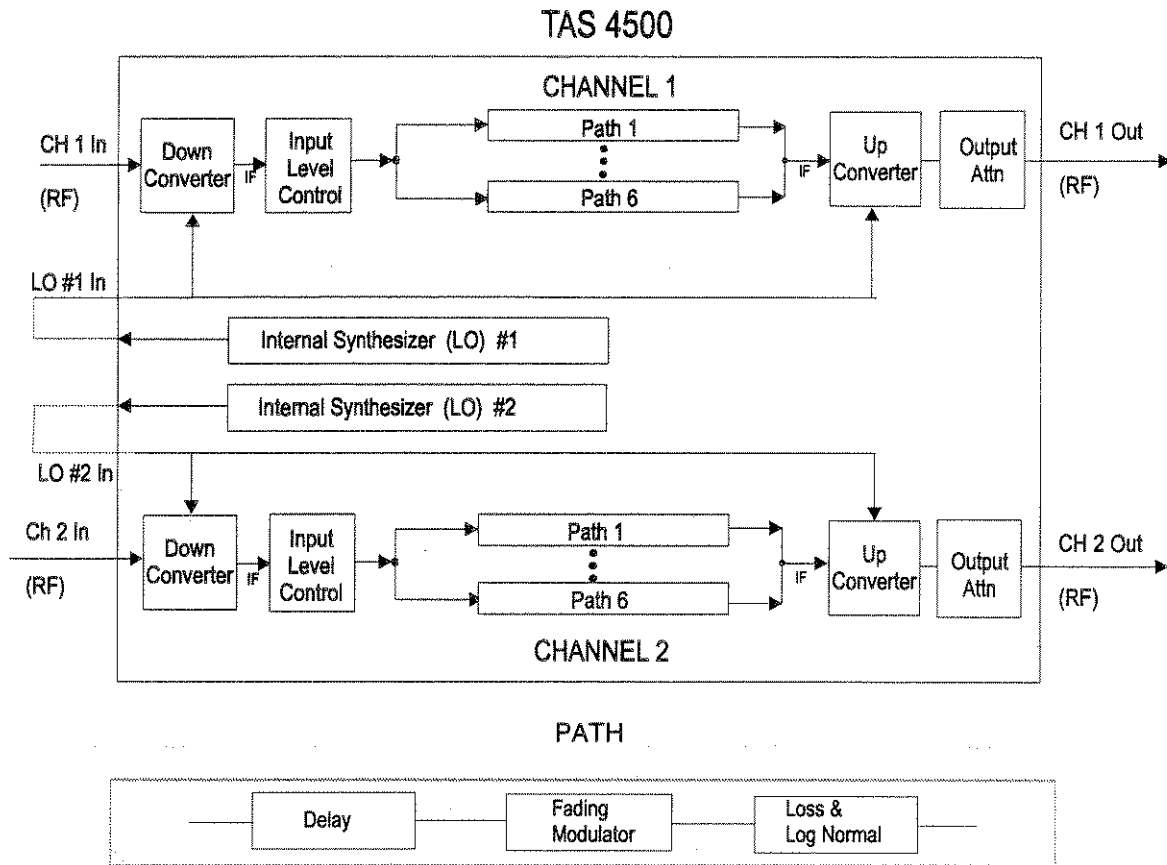 TAS 4500
CHANNEL 1
CH 1 In
(RF)
Down
Converter
IF
Input
Level
Control
Path 1
Path 6
IF
Up
Converter
Output
Attn
CH 1 Out
(RF)
LO #1 In
Internal Synthesizer (LO) #1
Internal Synthesizer (LO) #2
LO #2 In
Ch 2 In
(RF)
Down
Converter
IF
Input
Level
Control
Path 1
Path 6
IF
Up
Converter
Output
Attn
CH 2 Out
(RF)
CHANNEL 2
PATH
Delay
Fading
Modulator
Loss &
Log Normal